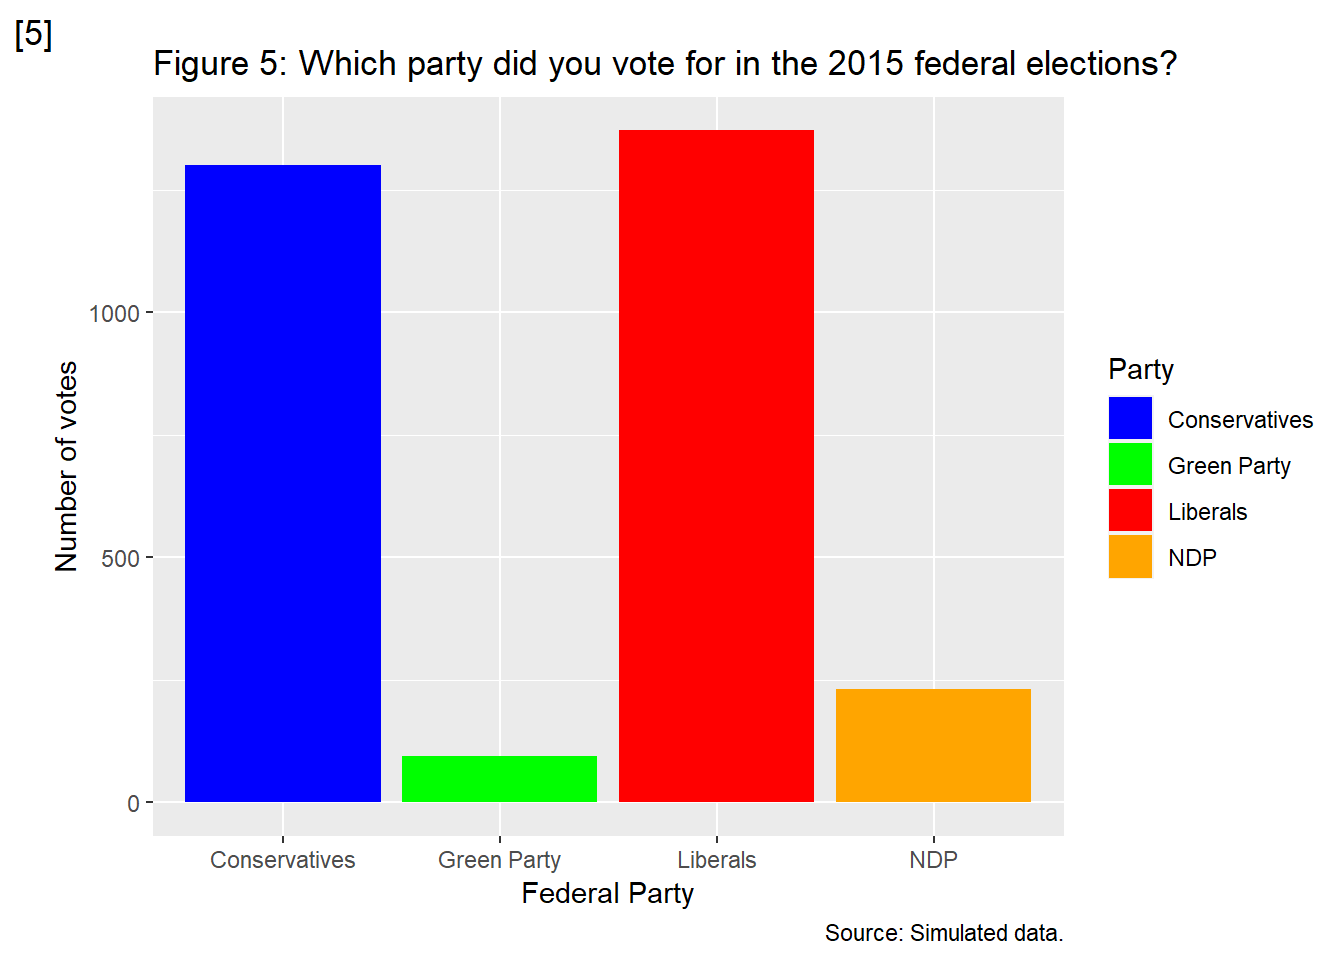 [5]
Figure 5: Which party did you vote for in the 2015 federal elections?
Number of votes
1000
500
0
Conservatives
Green Party
Liberals
NDP
Federal Party
Party
Conservatives
Green Party
Liberals
NDP
Source: Simulated data.